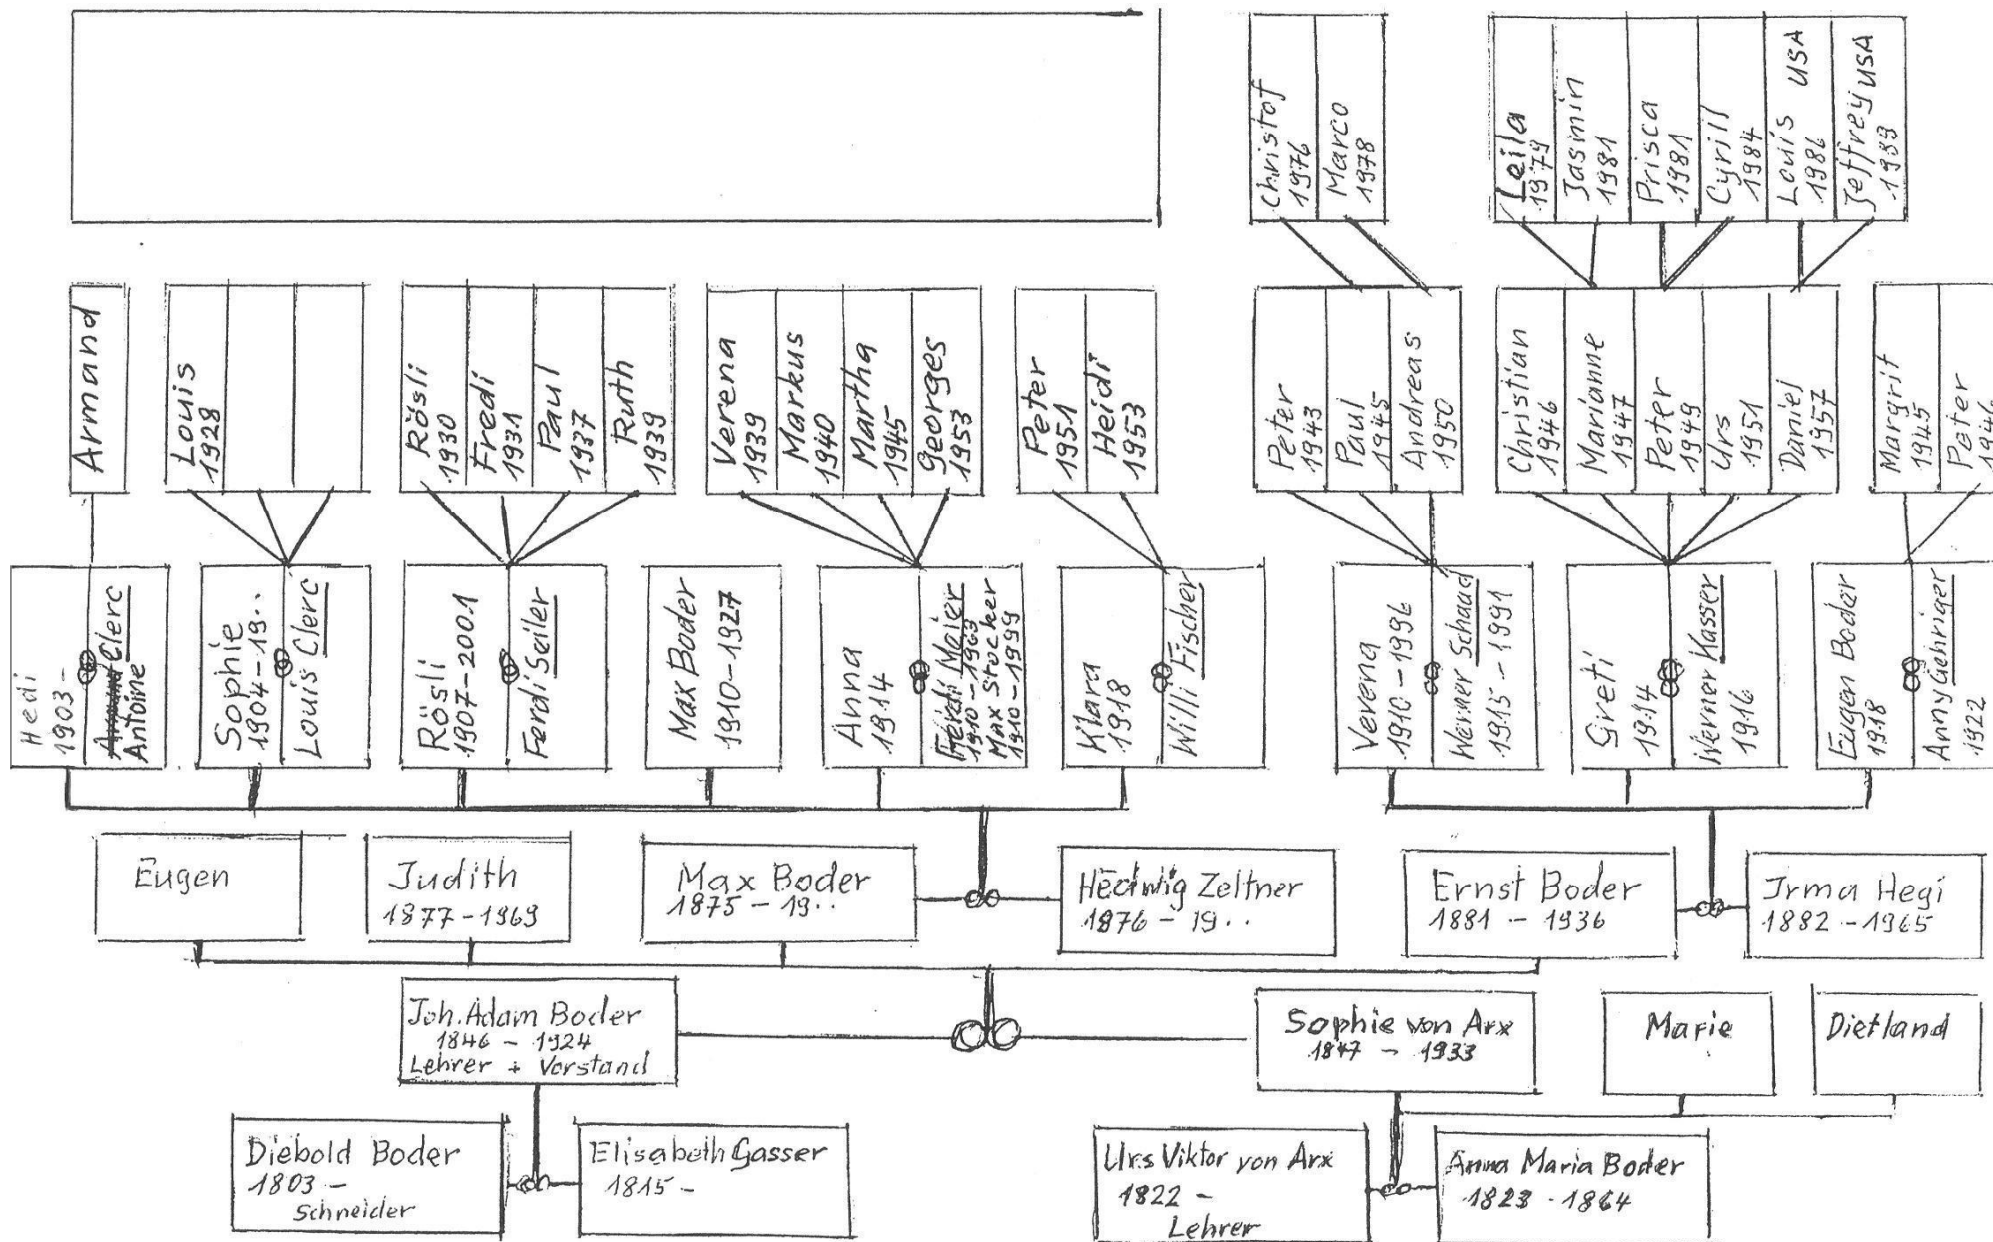 Christof
1976
Marco
1978
Leila
1979
Jasmin
1981
Prisca
1981
Cyrill
1984
Louis USA
1986
Jeffrey USA
Armand
Louis
1928
Rösli
1930
Fredi
1931
Paul
1937
Ruth
1939
Verena
1939
Markus
1940
Martha
1945
Georges
1953
Peter
1951
Heidi
1953
Peter
1943
Paul
1945
Andreas
1950
Christian
1946
Marianne
1947
Peter
1949
Urs
1951
Daniel
1957
Margrit
1945
Peter
1946
Hedi
1903 -
Clerc
Antoine
Sophie
1904 - 19..
Louis Clerc
Rösli
1907 - 2001
Ferdi Seiler
Max Boder
1910 - 1927
Anna
1914
Ferdi Maier
1910 - 1963
Max Stocker
1910 - 1999
Klara
1918
Willi Fischer
Verena
1910 - 1996
Werner Schaad
1915 - 1991
Greti
1914
Werner Kasser
1916
Eugen Boder
1918
Anny Gehriger
1922
Eugen
Judith
1877 - 1969
Max Boder
1875 - 19..
Hedwig Zeltner
1876 - 19..
Ernst Boder
1881 - 1936
Irma Hegi
1882 - 1965
Joh. Adam Boder
1846 - 1924
Lehrer + Vorstand
Sophie von Arx
1847 - 1933
Marie
Dietland
Diebold Boder
1803 -
Schneider
Elisabeth Gasser
1815 -
Urs Viktor von Arx
1822 -
Lehrer
Anna Maria Boder
1823 - 1864